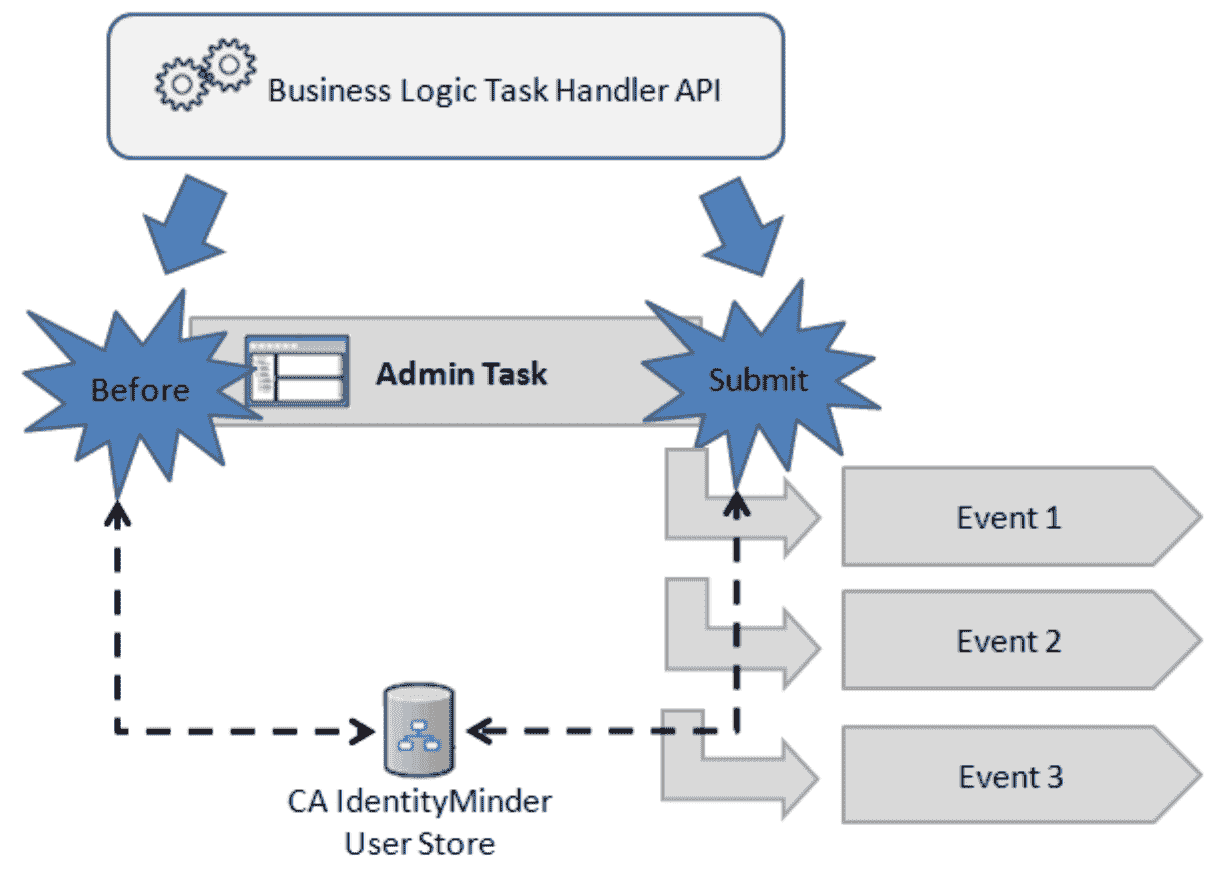 Business Logic Task Handler API
Before
Admin Task
Submit
Event 1
Event 2
Event 3
CA IdentityMinder
User Store